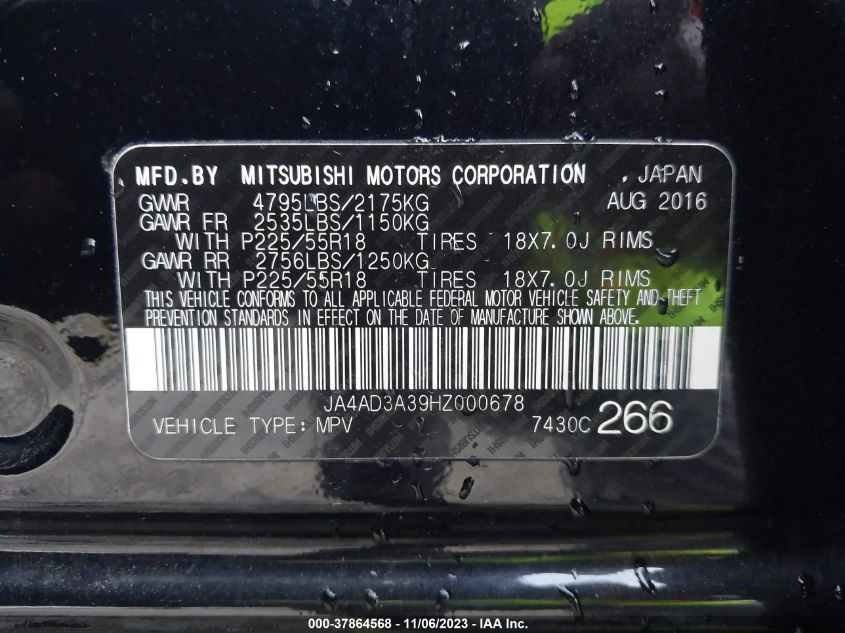 MFD.BY MITSUBISHI MOTORS CORPORATION , JAPAN
GVWR 4795LBS/2175KG AUG 2016
GAWR FR 2535LBS/1150KG
WITH P225/55R18 TIRES 18X7.0J RIMS
GAWR RR 2756LBS/1250KG
WITH P225/55R18 TIRES 18X7.0J RIMS
THIS VEHICLE CONFORMS TO ALL APPLICABLE FEDERAL MOTOR VEHICLE SAFETY AND THEFT
PREVENTION STANDARDS IN EFFECT ON THE DATE OF MANUFACTURE SHOWN ABOVE.
JA4AD3A39HZ000678
VEHICLE TYPE: MPV 7430C 266
000-37864568 - 11/06/2023 - IAA Inc.